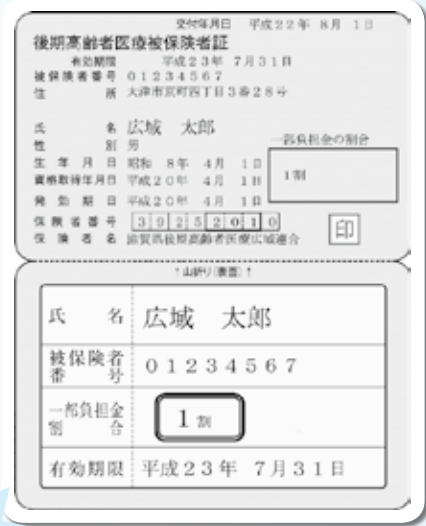 交付年月日 平成22年 8月 1日
後期高齢者医療被保険者証
有効期限 平成23年 7月31日
被保険者番号 01234567
住所 大津市京町四丁目3番28号
氏名 広域 太郎
性別 男
一部負担金の割合
生年月日 昭和 8年 4月 1日
1割
資格取得年月日 平成20年 4月 1日
発効期日 平成20年 4月 1日
保険者番号 39252010
保険者名 滋賀県後期高齢者医療広域連合
印
↑山折り(裏面)↑
氏名 広域 太郎
被保険者番号 01234567
一部負担金割合 1割
有効期限 平成23年 7月31日